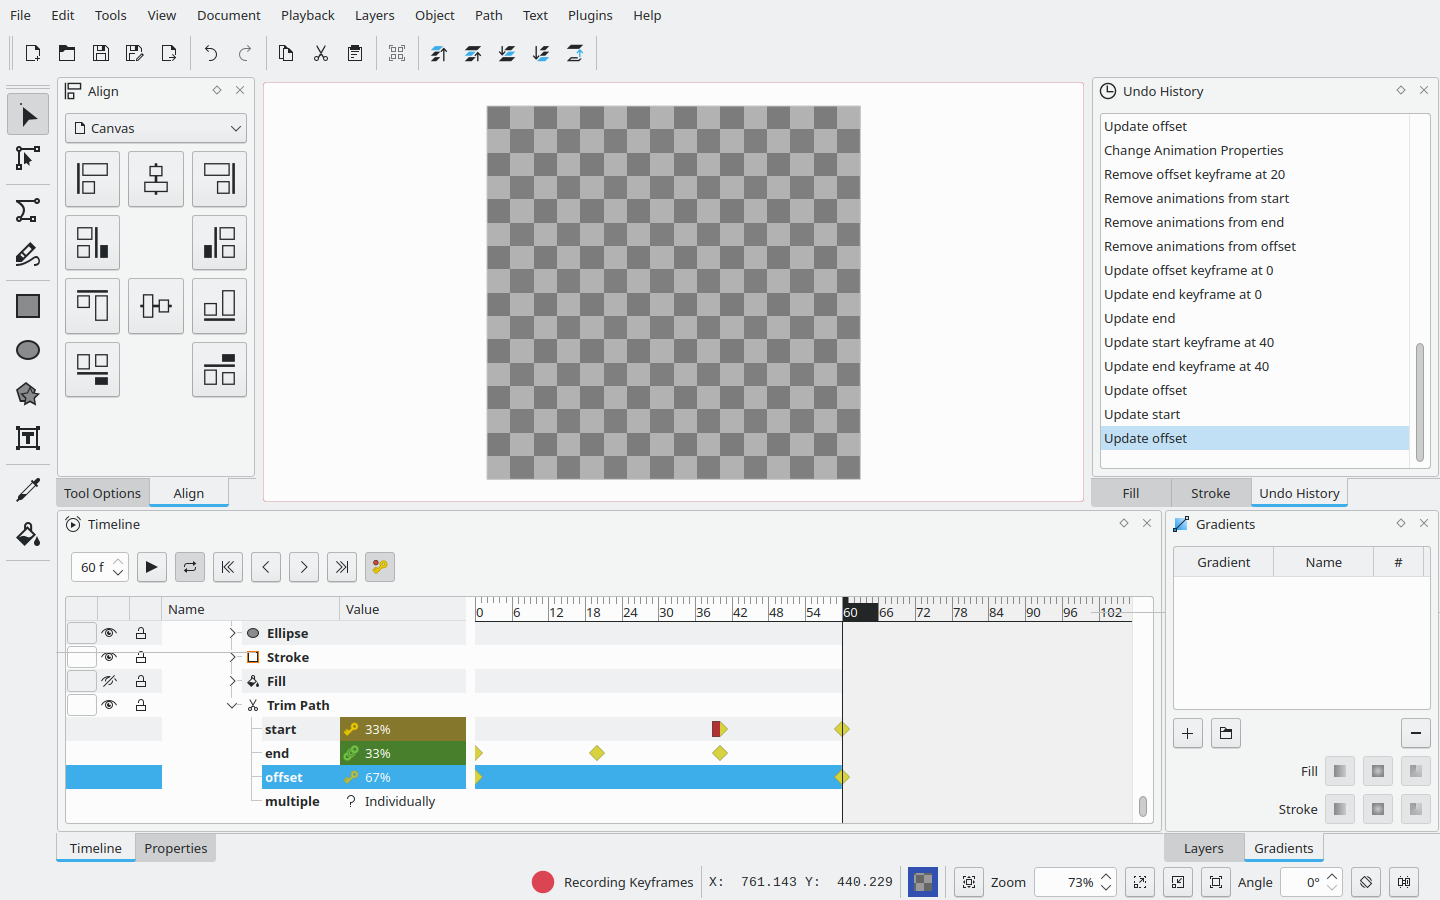 File Edit Tools View Document Playback Layers Object Path Text Plugins Help
Align
Canvas
Tool Options Align
Undo History
Update offset
Change Animation Properties
Remove offset keyframe at 20
Remove animations from start
Remove animations from end
Remove animations from offset
Update offset keyframe at 0
Update end keyframe at 0
Update end
Update start keyframe at 40
Update end keyframe at 40
Update offset
Update start
Update offset
Fill Stroke Undo History
Timeline
60 f
Name Value 0 6 12 18 24 30 36 42 48 54 60 66 72 78 84 90 96 102
Ellipse
Stroke
Fill
Trim Path
start 33%
end 33%
offset 67%
multiple ? Individually
Timeline Properties
Gradients
Gradient Name #
Fill
Stroke
Layers Gradients
Recording Keyframes X: 761.143 Y: 440.229 Zoom 73% Angle 0°